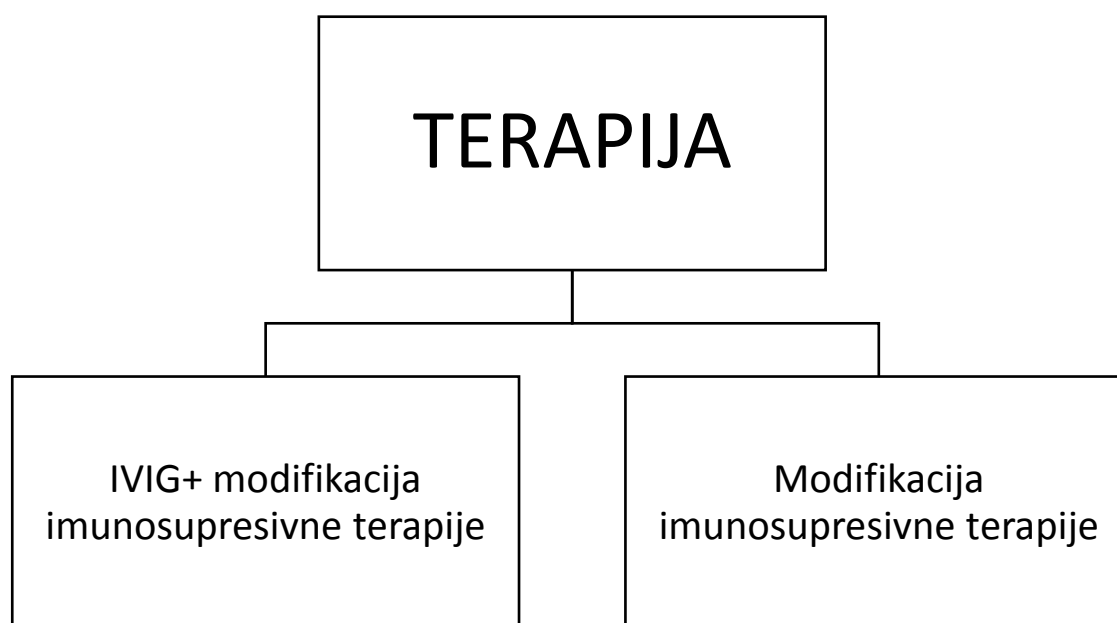 TERAPIJA
IVIG+ modifikacija
imunosupresivne terapije
Modifikacija
imunosupresivne terapije